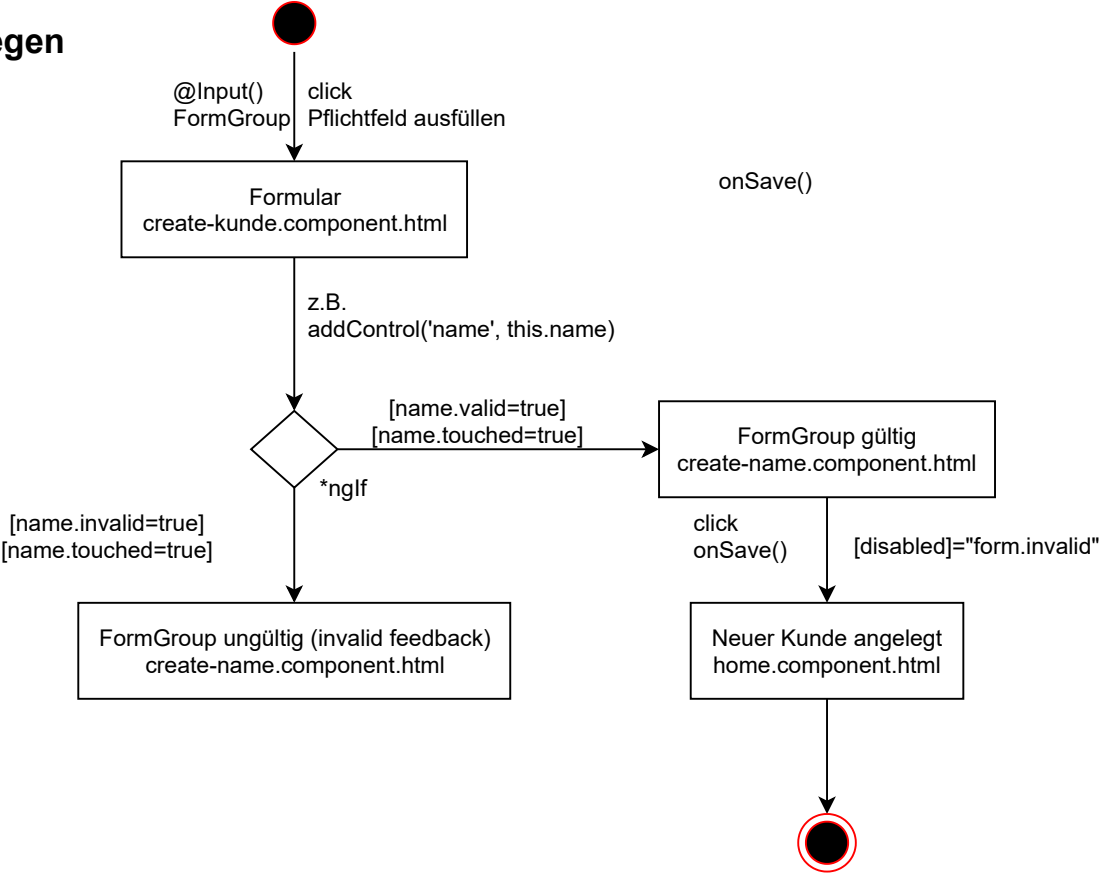 egen
@Input()
FormGroup
click
Pflichtfeld ausfüllen
Formular
create-kunde.component.html
onSave()
z.B.
addControl('name', this.name)
[name.valid=true]
[name.touched=true]
*ngIf
FormGroup gültig
create-name.component.html
[name.invalid=true]
[name.touched=true]
click
onSave()
[disabled]="form.invalid"
FormGroup ungültig (invalid feedback)
create-name.component.html
Neuer Kunde angelegt
home.component.html